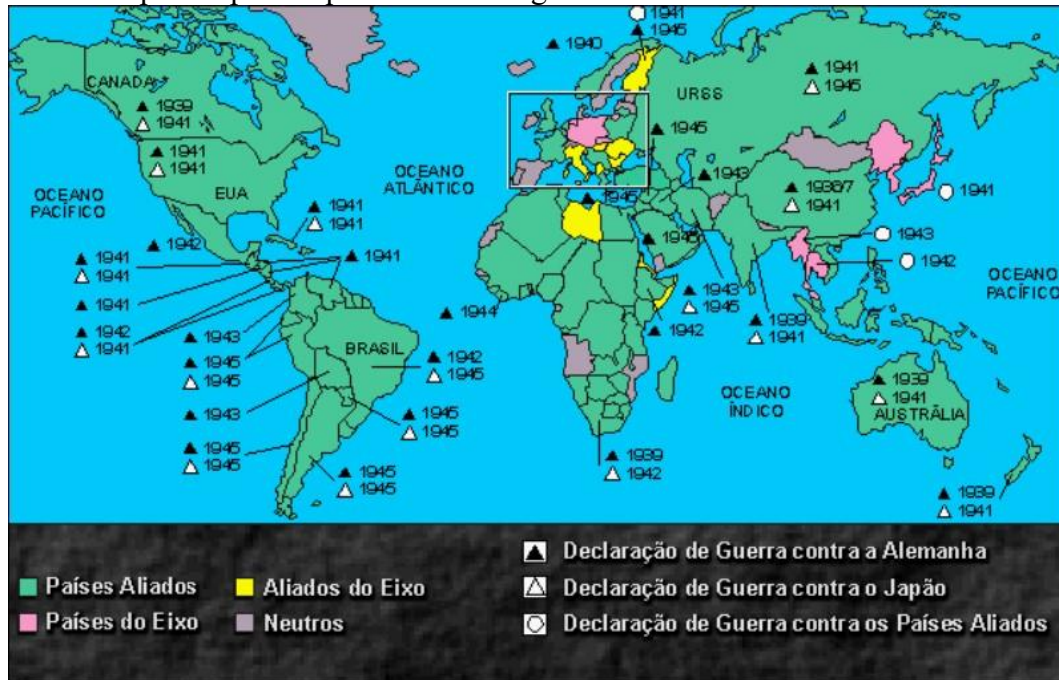 1941
1945
1940
CANADA
URSS
1941
1945
1939
1941
1945
1941
1941
EUA
OCEANO
PACÍFICO
OCEANO
ATLÂNTICO
1943
1936/7
1941
1941
1945
1941
1941
1942
1945
1943
1942
OCEANO
PACÍFICO
1941
1941
1941
1941
1943
1945
1942
1941
1944
1942
1939
1941
1943
BRASIL
1945
1945
1942
1945
OCEANO
ÍNDICO
1939
1941
AUSTRÁLIA
1943
1945
1945
1945
1945
1939
1942
1945
1945
1939
1941
Declaração de Guerra contra a Alemanha
Países Aliados
Aliados do Eixo
Declaração de Guerra contra o Japão
Países do Eixo
Neutros
Declaração de Guerra contra os Países Aliados